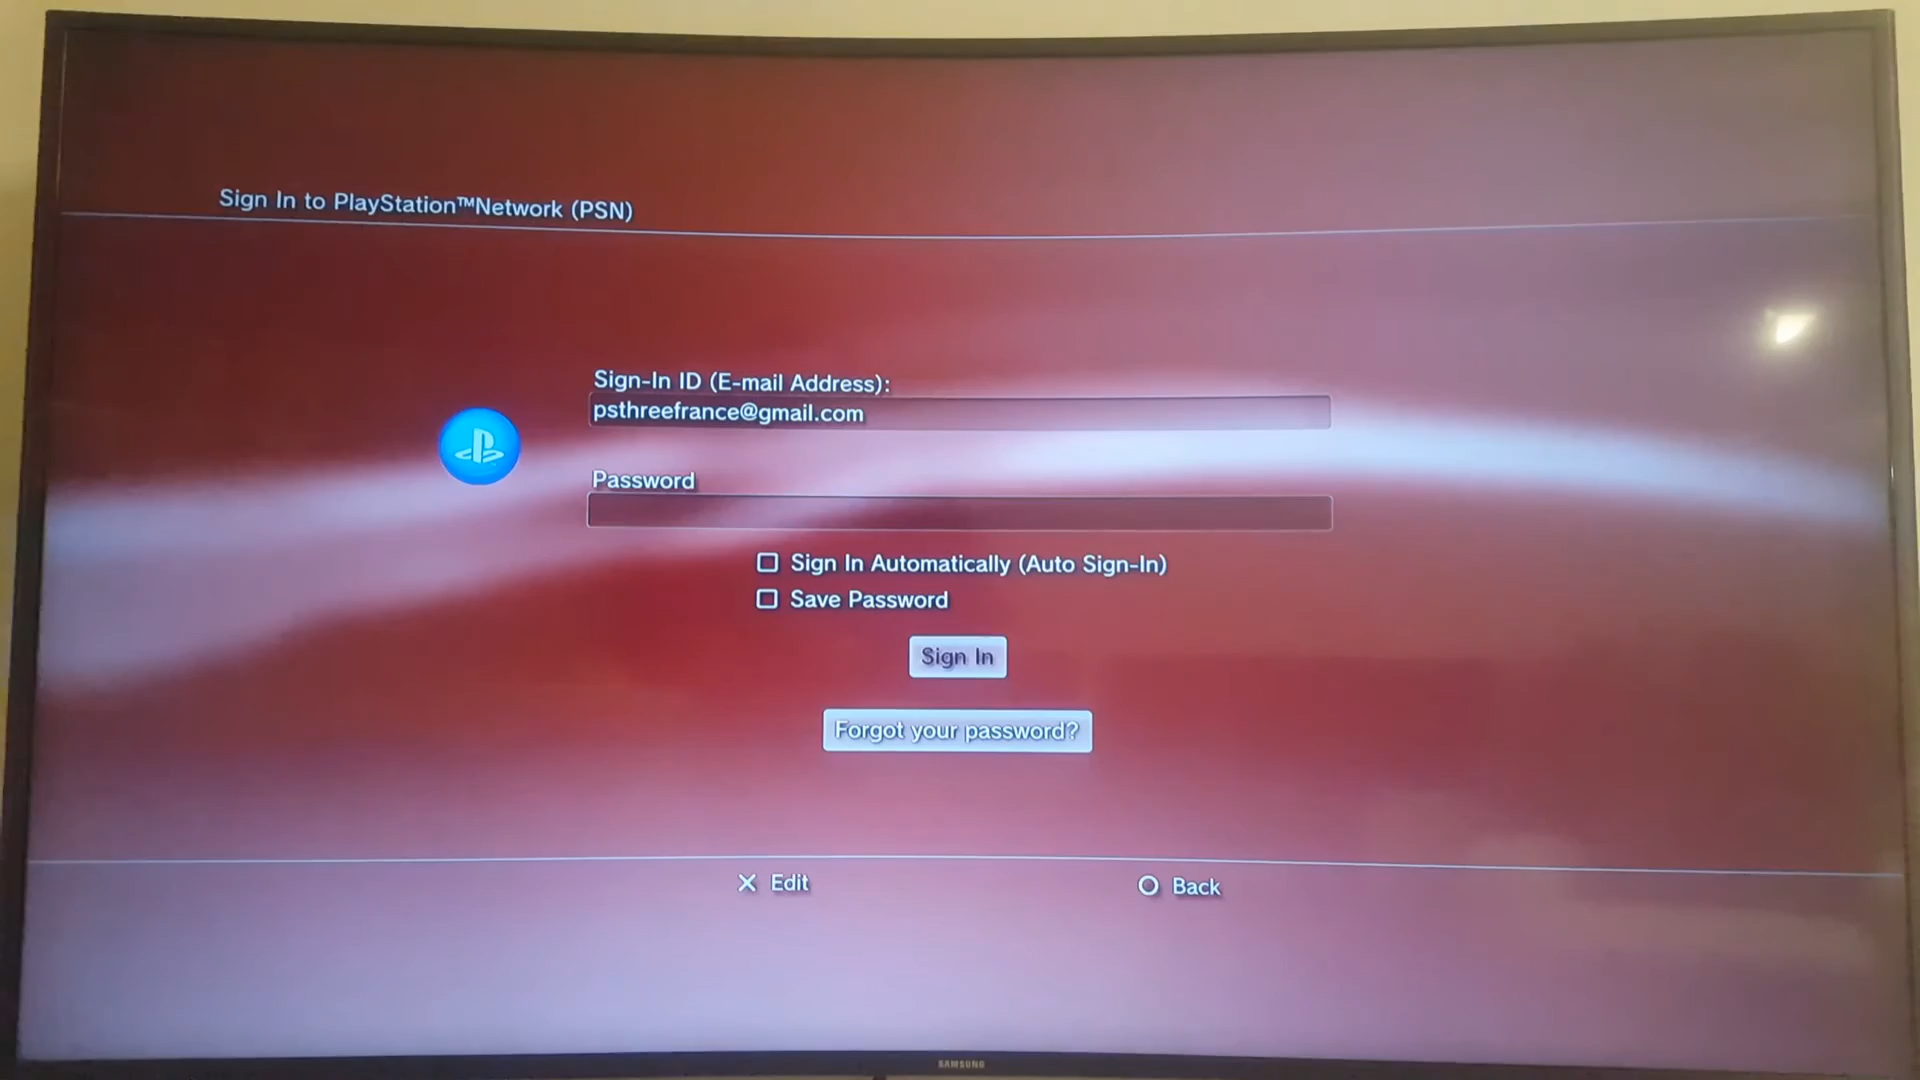 Sign In to PlayStation™Network (PSN)
Sign-In ID (E-mail Address):
psthreefrance@gmail.com
Password
Sign In Automatically (Auto Sign-In)
Save Password
Sign In
Forgot your password?
Edit
Back
SAMSUNG